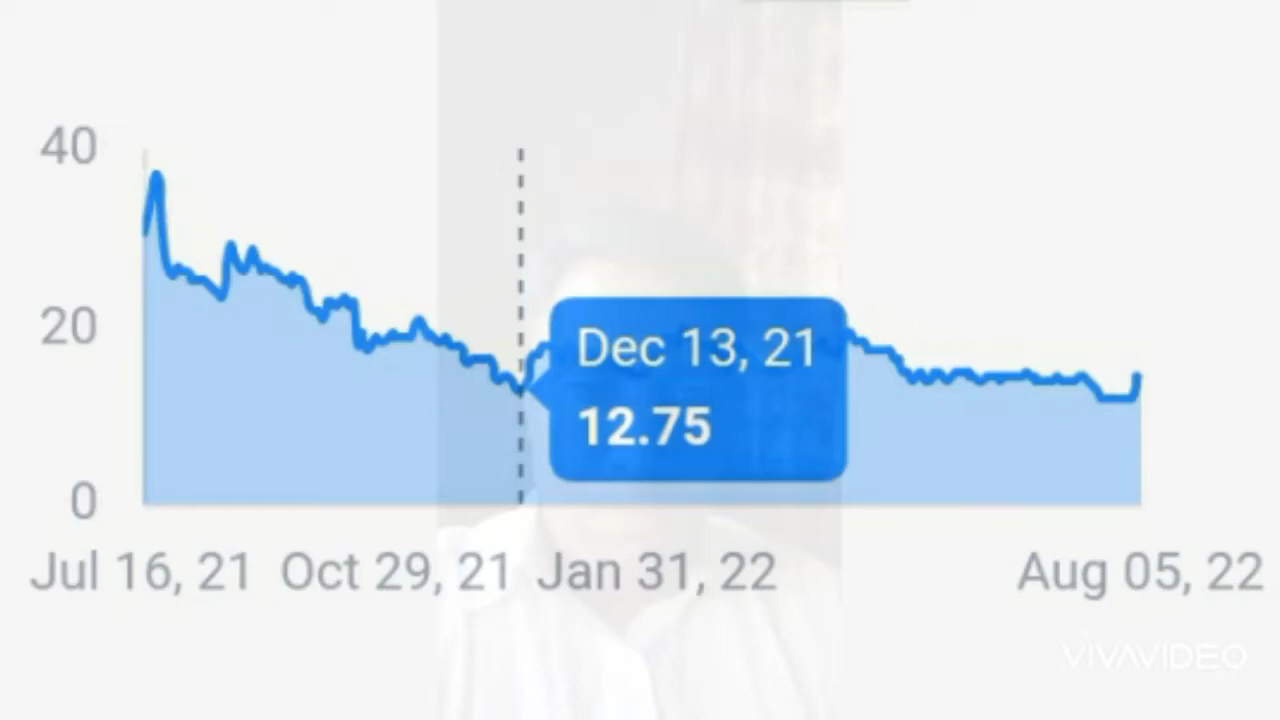 40
20
0
Dec 13, 21
12.75
Jul 16, 21 Oct 29, 21 Jan 31, 22 Aug 05, 22
VIVAVIDEO